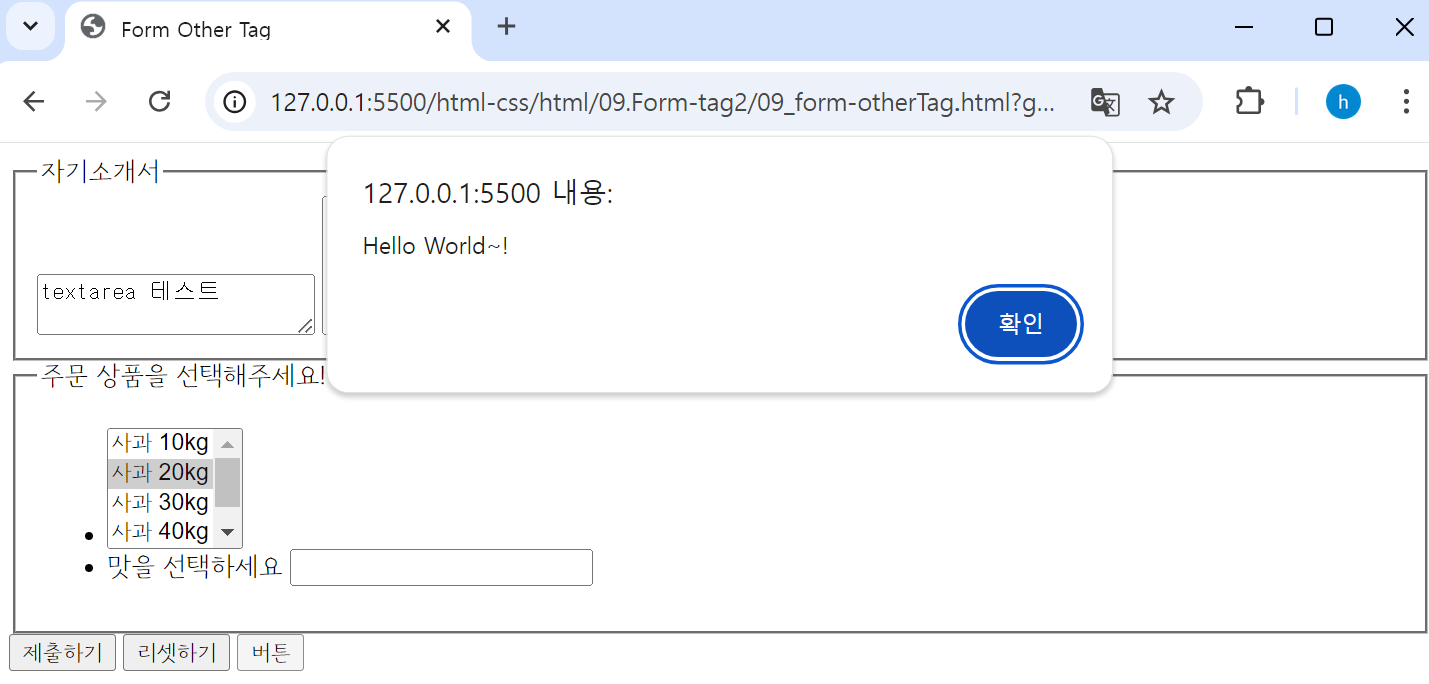 Form Other Tag
127.0.0.1:5500/html-css/html/09.Form-tag2/09_form-otherTag.html?g...
h
자기소개서
127.0.0.1:5500 내용:
Hello World~!
textarea 테스트
확인
주문 상품을 선택해주세요!
사과 10kg
사과 20kg
사과 30kg
사과 40kg
맛을 선택하세요
제출하기 리셋하기 버튼